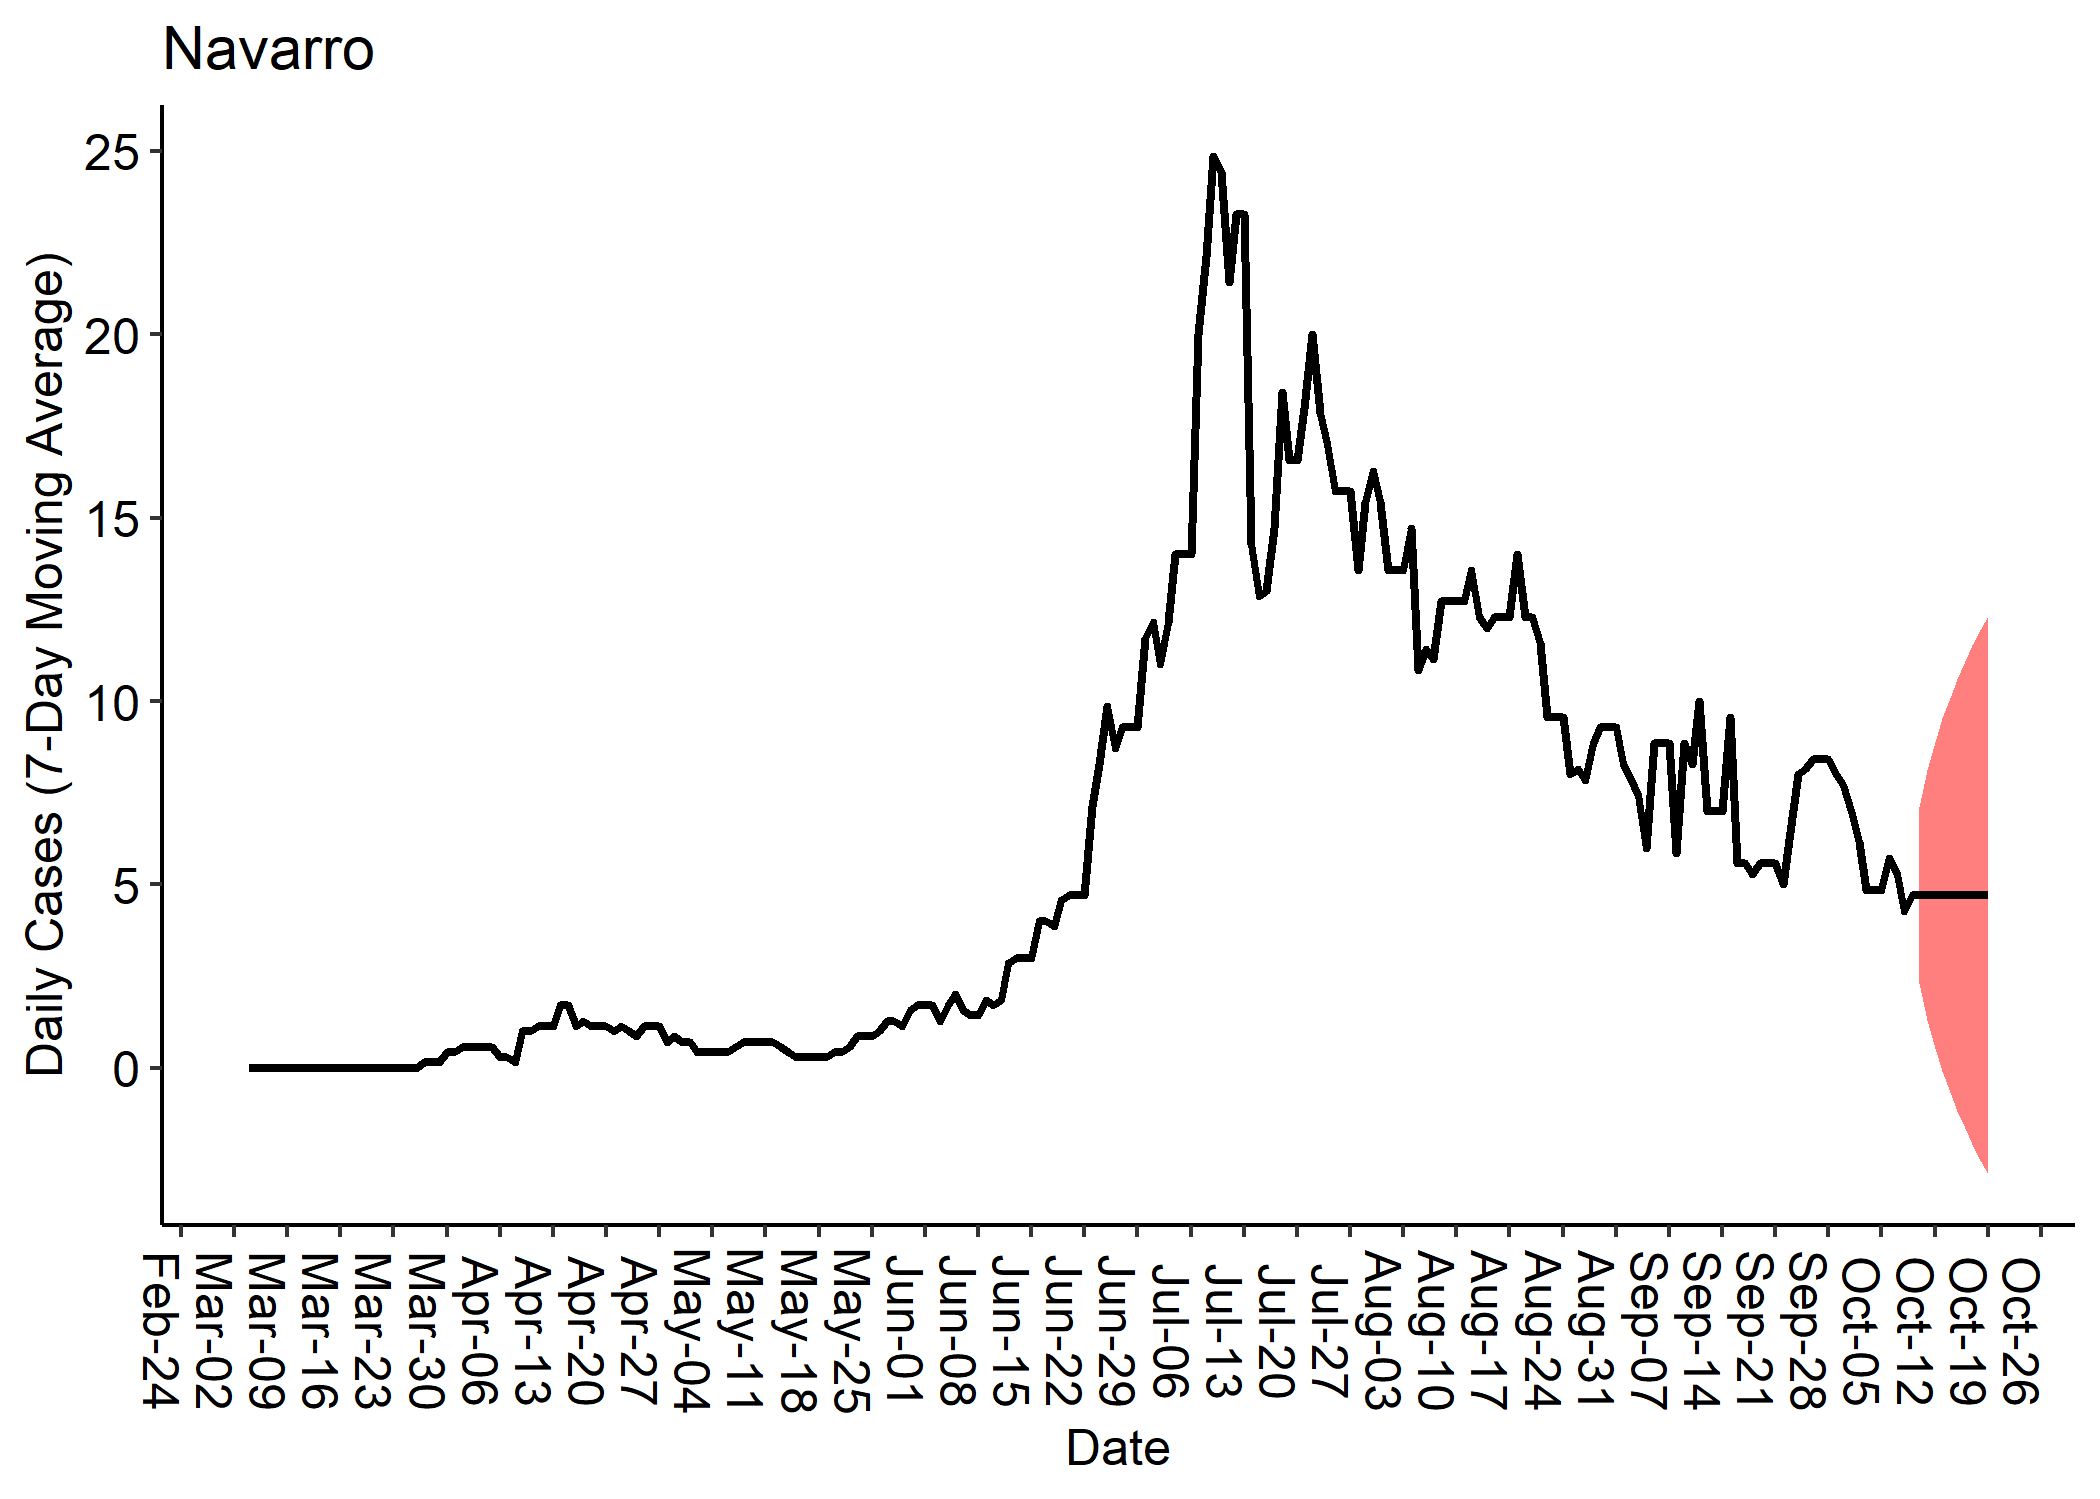 Navarro
Daily Cases (7-Day Moving Average)
25
20
15
10
5
0
Feb-24
Mar-02
Mar-09
Mar-16
Mar-23
Mar-30
Apr-06
Apr-13
Apr-20
Apr-27
May-04
May-11
May-18
May-25
Jun-01
Jun-08
Jun-15
Jun-22
Jun-29
Jul-06
Jul-13
Jul-20
Jul-27
Aug-03
Aug-10
Aug-17
Aug-24
Aug-31
Sep-07
Sep-14
Sep-21
Sep-28
Oct-05
Oct-12
Oct-19
Oct-26
Date